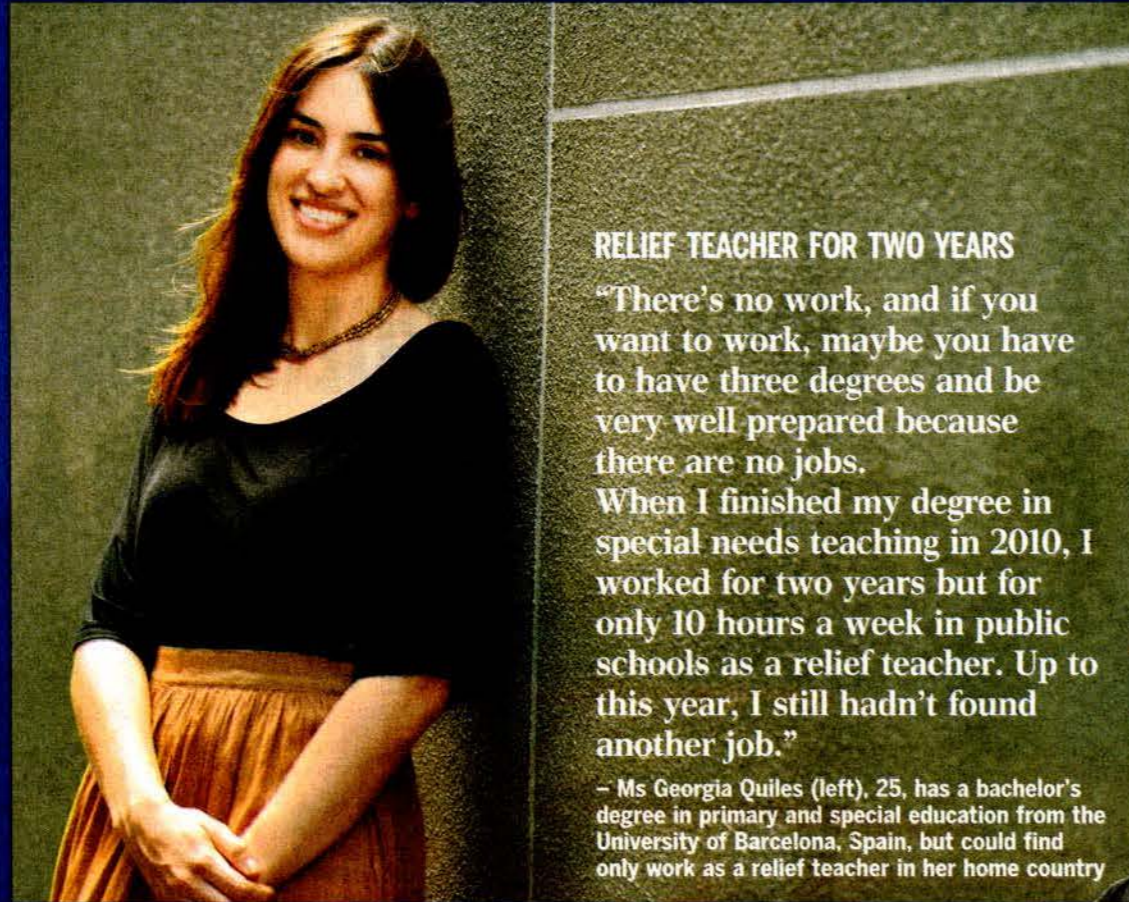 RELIEF TEACHER FOR TWO YEARS
“There’s no work, and if you
want to work, maybe you have
to have three degrees and be
very well prepared because
there are no jobs.
When I finished my degree in
special needs teaching in 2010, I
worked for two years but for
only 10 hours a week in public
schools as a relief teacher. Up to
this year, I still hadn’t found
another job.”
– Ms Georgia Quiles (left), 25, has a bachelor’s
degree in primary and special education from the
University of Barcelona, Spain, but could find
only work as a relief teacher in her home country